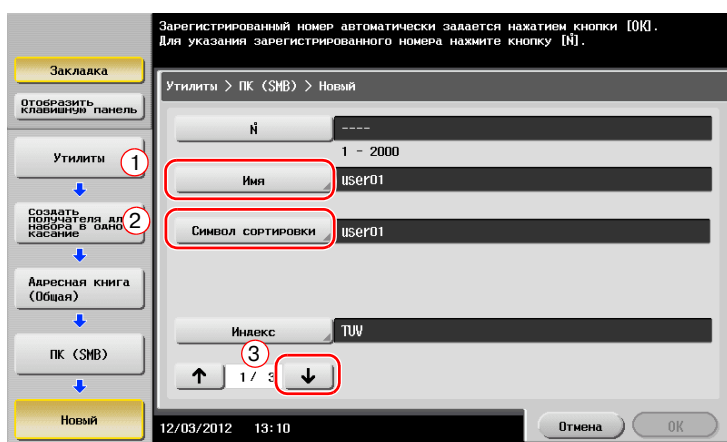 Зарегистрированный номер автоматически задается нажатием кнопки [OK].
Для указания зарегистрированного номера нажмите кнопку [№].
Закладка
Отобразить
клавишную панель
Утилиты > ПК (SMB) > Новый
№
----
1 - 2000
Утилиты
1
Имя
user01
Создать
получателя для
набора в одно
касание
2
Символ сортировки
user01
Адресная книга
(Общая)
Индекс
TUV
3
ПК (SMB)
↑ 1/ 3 ↓
Новый
12/03/2012 13:10
Отмена
OK